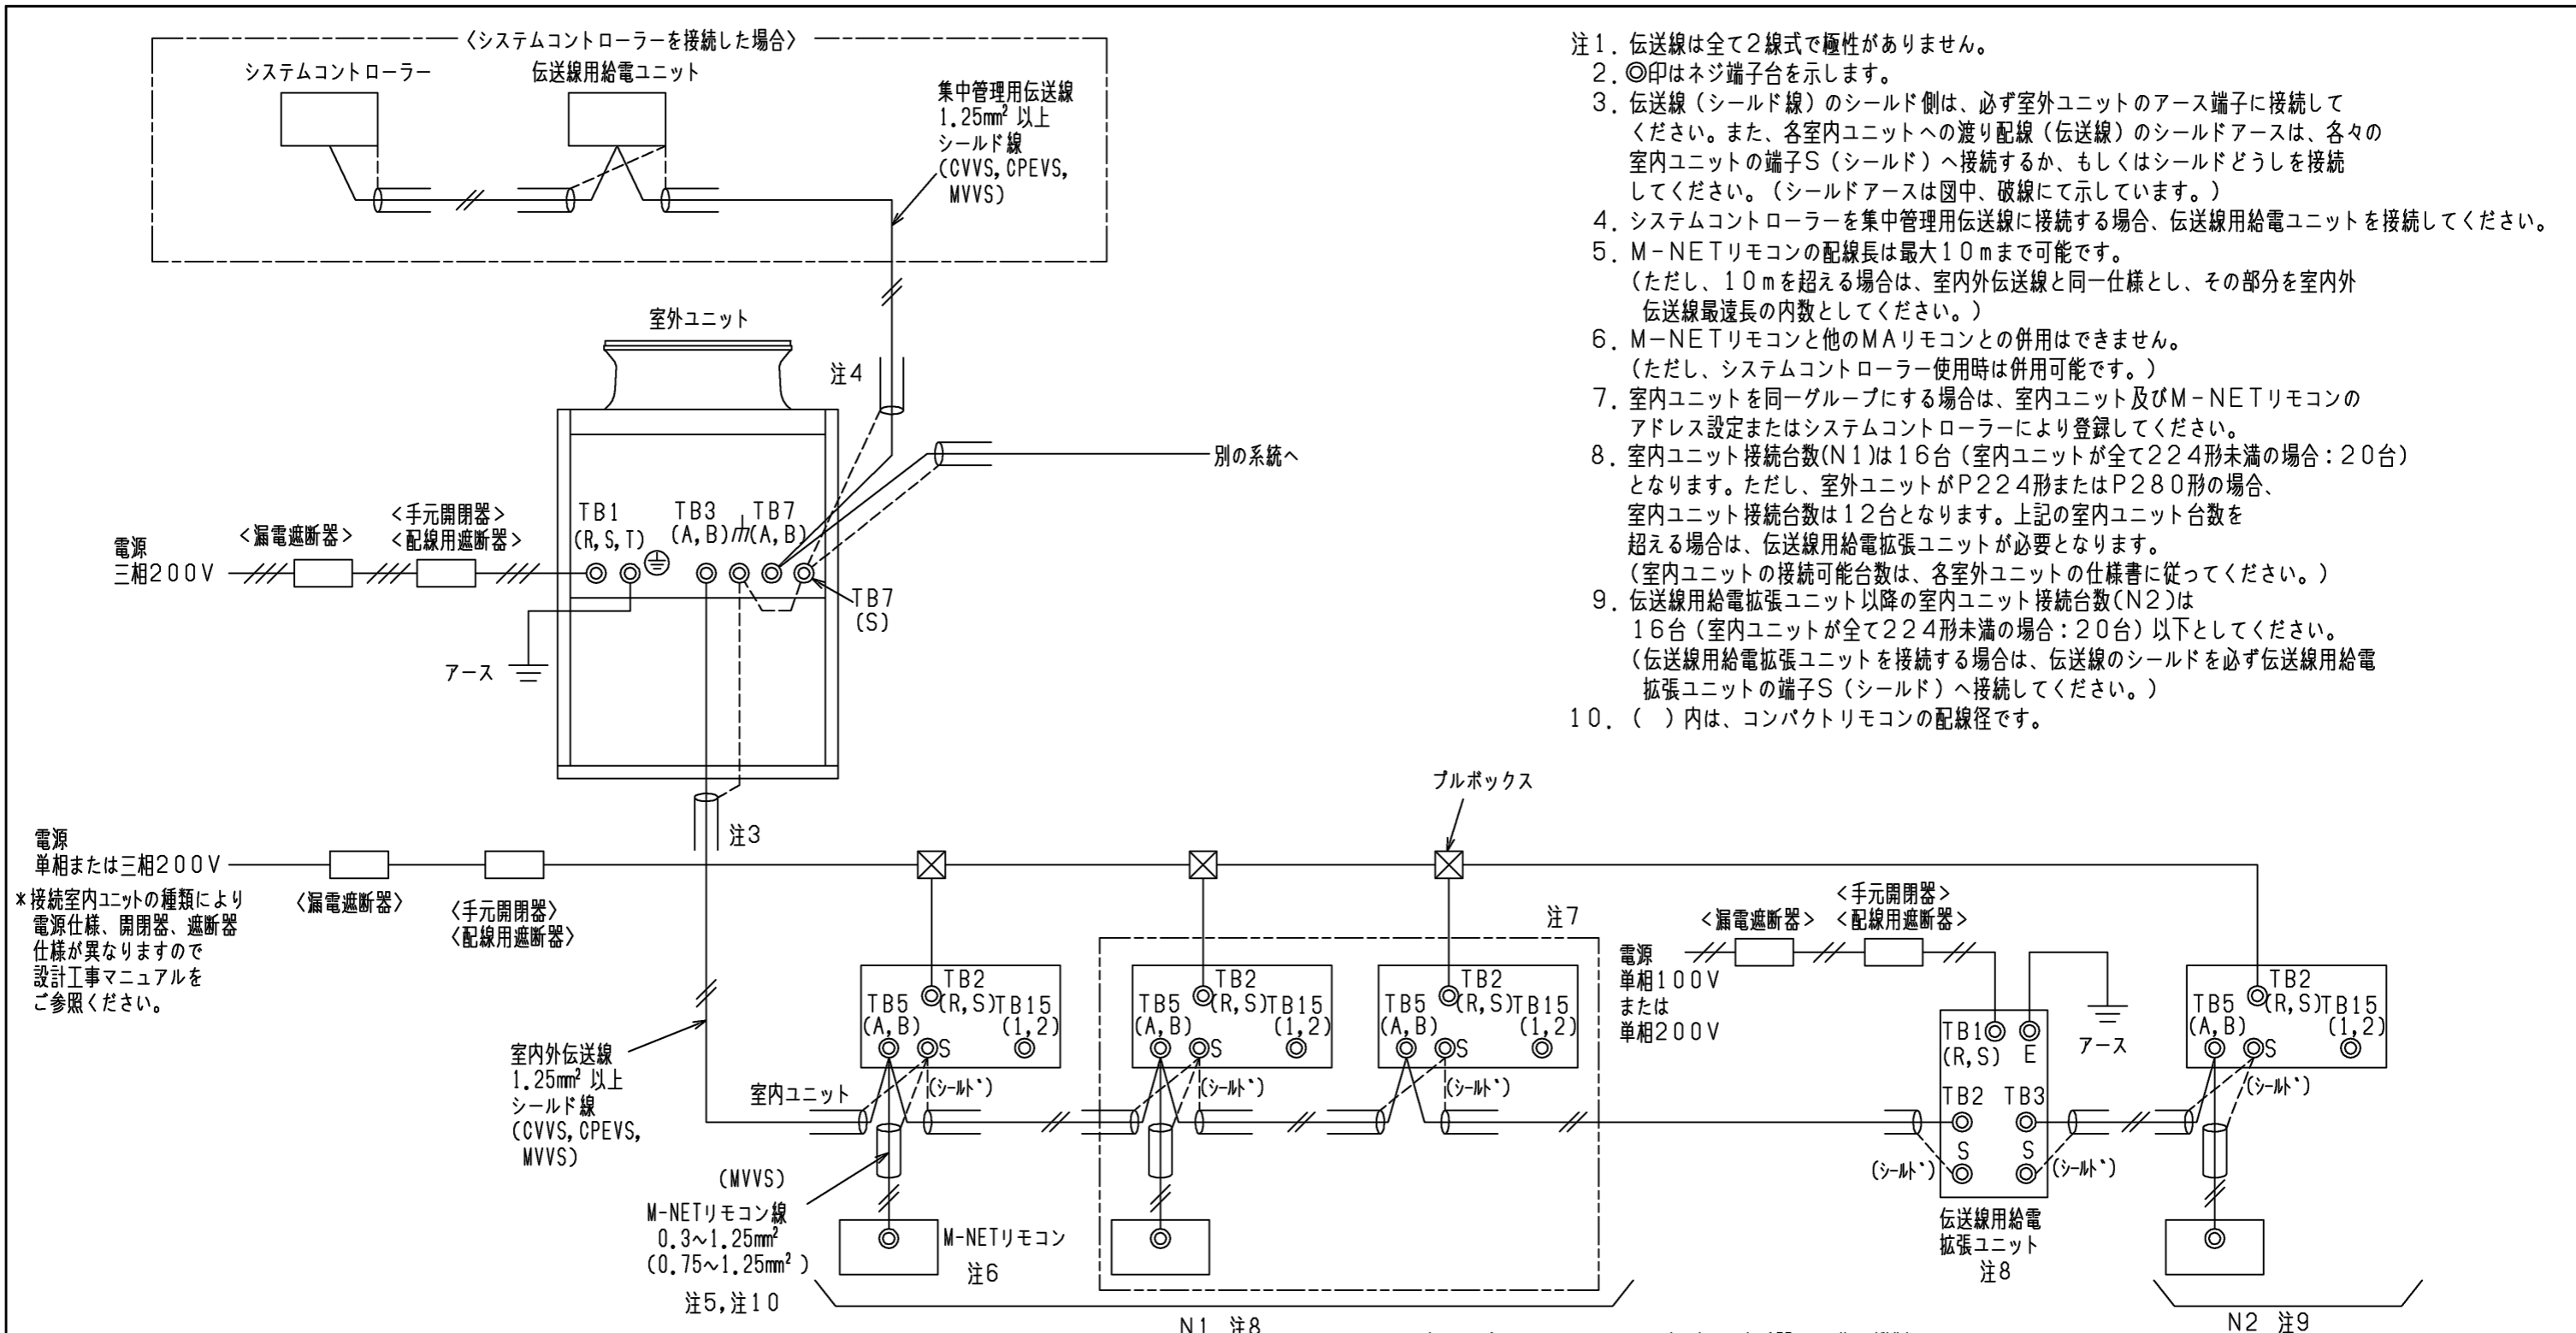 〈システムコントローラーを接続した場合〉
システムコントローラー
伝送線用給電ユニット
集中管理用伝送線
1.25mm² 以上
シールド線
(CVVS,CPEVS,
MVVS)
室外ユニット
注4
別の系統へ
TB1
(R,S,T)
TB3
(A,B)
TB7
(A,B)
TB7
(S)
<漏電遮断器>
<手元開閉器>
<配線用遮断器>
電源
三相200V
アース
注1.伝送線は全て2線式で極性がありません。
2.◎印はネジ端子台を示します。
3.伝送線(シールド線)のシールド側は、必ず室外ユニットのアース端子に接続して
ください。また、各室内ユニットへの渡り配線(伝送線)のシールドアースは、各々の
室内ユニットの端子S(シールド)へ接続するか、もしくはシールドどうしを接続
してください。(シールドアースは図中、破線にて示しています。)
4.システムコントローラーを集中管理用伝送線に接続する場合、伝送線用給電ユニットを接続してください。
5.M-NETリモコンの配線長は最大10mまで可能です。
(ただし、10mを超える場合は、室内外伝送線と同一仕様とし、その部分を室内外
伝送線最遠長の内数としてください。)
6.M-NETリモコンと他のMAリモコンとの併用はできません。
(ただし、システムコントローラー使用時は併用可能です。)
7.室内ユニットを同一グループにする場合は、室内ユニット及びM-NETリモコンの
アドレス設定またはシステムコントローラーにより登録してください。
8.室内ユニット接続台数(N1)は16台(室内ユニットが全て224形未満の場合:20台)
となります。ただし、室外ユニットがP224形またはP280形の場合、
室内ユニット接続台数は12台となります。上記の室内ユニット台数を
超える場合は、伝送線用給電拡張ユニットが必要となります。
(室内ユニットの接続可能台数は、各室外ユニットの仕様書に従ってください。)
9.伝送線用給電拡張ユニット以降の室内ユニット接続台数(N2)は
16台(室内ユニットが全て224形未満の場合:20台)以下としてください。
(伝送線用給電拡張ユニットを接続する場合は、伝送線のシールドを必ず伝送線用給電
拡張ユニットの端子S(シールド)へ接続してください。)
10.( )内は、コンパクトリモコンの配線径です。
注3
プルボックス
電源
単相または三相200V
*接続室内ユニットの種類により
電源仕様、開閉器、遮断器
仕様が異なりますので
設計工事マニュアルを
ご参照ください。
〈漏電遮断器〉
〈手元開閉器〉
〈配線用遮断器〉
室内外伝送線
1.25mm² 以上
シールド線
(CVVS,CPEVS,
MVVS)
室内ユニット
TB2
(R,S)
TB5
(A,B)
TB15
(1,2)
S
(シールド)
(MVVS)
M-NETリモコン線
0.3~1.25mm²
(0.75~1.25mm²)
注5,注10
M-NETリモコン
注6
注7
TB2
(R,S)
TB5
(A,B)
TB15
(1,2)
S
(シールド)
TB2
(R,S)
TB5
(A,B)
TB15
(1,2)
S
(シールド)
N1 注8
電源
単相100V
または
単相200V
<漏電遮断器>
<手元開閉器>
<配線用遮断器>
アース
TB1
(R,S)
E
TB2
TB3
S
S
(シールド)
(シールド)
伝送線用給電
拡張ユニット
注8
TB2
(R,S)
TB5
(A,B)
TB15
(1,2)
S
(シールド)
N2 注9